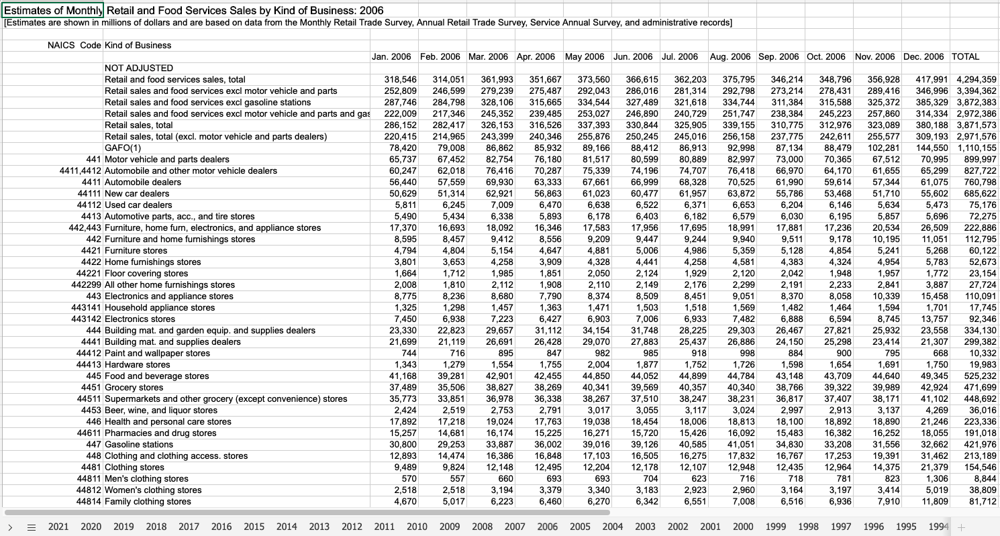 Estimates of Monthly Retail and Food Services Sales by Kind of Business: 2006
[Estimates are shown in millions of dollars and are based on data from the Monthly Retail Trade Survey, Annual Retail Trade Survey, Service Annual Survey, and administrative records]
NAICS Code Kind of Business
Jan. 2006 Feb. 2006 Mar. 2006 Apr. 2006 May 2006 Jun. 2006 Jul. 2006 Aug. 2006 Sep. 2006 Oct. 2006 Nov. 2006 Dec. 2006 TOTAL
NOT ADJUSTED
Retail and food services sales, total 318,546 314,051 361,993 351,667 373,560 366,615 362,203 375,795 346,214 348,796 356,928 417,991 4,294,359
Retail sales and food services excl motor vehicle and parts 252,809 246,599 279,239 275,487 292,043 286,016 281,314 292,798 273,214 278,431 289,416 346,996 3,394,362
Retail sales and food services excl gasoline stations 287,746 284,798 328,106 315,665 334,544 327,489 321,618 334,744 311,384 315,588 325,372 385,329 3,872,383
Retail sales and food services excl motor vehicle and parts and gas 222,009 217,346 245,352 239,485 253,027 246,890 240,729 251,747 238,384 245,223 257,860 314,334 2,972,386
Retail sales, total 286,152 282,417 326,153 316,526 337,393 330,844 325,905 339,155 310,775 312,976 323,089 380,188 3,871,573
Retail sales, total (excl. motor vehicle and parts dealers) 220,415 214,965 243,399 240,346 255,876 250,245 245,016 256,158 237,775 242,611 255,577 309,193 2,971,576
GAFO(1) 78,420 79,008 86,862 85,932 89,166 88,412 86,913 92,998 87,134 88,479 102,281 144,550 1,110,155
441 Motor vehicle and parts dealers 65,737 67,452 82,754 76,180 81,517 80,599 80,889 82,997 73,000 70,365 67,512 70,995 899,997
4411,4412 Automobile and other motor vehicle dealers 60,247 62,018 76,416 70,287 75,339 74,196 74,707 76,418 66,970 64,170 61,655 65,299 827,722
4411 Automobile dealers 56,440 57,559 69,930 63,333 67,661 66,999 68,328 70,525 61,990 59,614 57,344 61,075 760,798
44111 New car dealers 50,629 51,314 62,921 56,863 61,023 60,477 61,957 63,872 55,786 53,468 51,710 55,602 685,622
44112 Used car dealers 5,811 6,245 7,009 6,470 6,638 6,522 6,371 6,653 6,204 6,146 5,634 5,473 75,176
4413 Automotive parts, acc., and tire stores 5,490 5,434 6,338 5,893 6,178 6,403 6,182 6,579 6,030 6,195 5,857 5,696 72,275
442,443 Furniture, home furn, electronics, and appliance stores 17,370 16,693 18,092 16,346 17,583 17,956 17,695 18,991 17,881 17,236 20,534 26,509 222,886
442 Furniture and home furnishings stores 8,595 8,457 9,412 8,556 9,209 9,447 9,244 9,940 9,511 9,178 10,195 11,051 112,795
4421 Furniture stores 4,794 4,804 5,154 4,647 4,881 5,006 4,986 5,359 5,128 4,854 5,241 5,268 60,122
4422 Home furnishings stores 3,801 3,653 4,258 3,909 4,328 4,441 4,258 4,581 4,383 4,324 4,954 5,783 52,673
44221 Floor covering stores 1,664 1,712 1,985 1,851 2,050 2,124 1,929 2,120 2,042 1,948 1,957 1,772 23,154
442299 All other home furnishings stores 2,008 1,810 2,112 1,908 2,110 2,149 2,176 2,299 2,191 2,233 2,841 3,887 27,724
443 Electronics and appliance stores 8,775 8,236 8,680 7,790 8,374 8,509 8,451 9,051 8,370 8,058 10,339 15,458 110,091
443141 Household appliance stores 1,325 1,298 1,457 1,363 1,471 1,503 1,518 1,569 1,482 1,464 1,594 1,701 17,745
443142 Electronics stores 7,450 6,938 7,223 6,427 6,903 7,006 6,933 7,482 6,888 6,594 8,745 13,757 92,346
444 Building mat. and garden equip. and supplies dealers 23,330 22,823 29,657 31,112 34,154 31,748 28,225 29,303 26,467 27,821 25,932 23,558 334,130
4441 Building mat. and supplies dealers 21,699 21,119 26,691 26,428 29,070 27,883 25,437 26,886 24,150 25,298 23,414 21,307 299,382
44412 Paint and wallpaper stores 744 716 895 847 982 985 918 998 884 900 795 668 10,332
44413 Hardware stores 1,343 1,279 1,554 1,755 2,004 1,877 1,752 1,726 1,598 1,654 1,691 1,750 19,983
445 Food and beverage stores 41,168 39,281 42,901 42,455 44,850 44,052 44,899 44,784 43,148 43,709 44,640 49,345 525,232
4451 Grocery stores 37,489 35,506 38,827 38,269 40,341 39,569 40,357 40,340 38,766 39,322 39,989 42,924 471,699
44511 Supermarkets and other grocery (except convenience) stores 35,773 33,851 36,978 36,338 38,267 37,510 38,247 38,231 36,817 37,407 38,171 41,102 448,692
4453 Beer, wine, and liquor stores 2,424 2,519 2,753 2,791 3,017 3,055 3,117 3,024 2,997 2,913 3,137 4,269 36,016
446 Health and personal care stores 17,892 17,218 19,024 17,763 19,038 18,454 18,006 18,813 18,100 18,892 18,890 21,246 223,336
44611 Pharmacies and drug stores 15,257 14,681 16,174 15,225 16,271 15,720 15,426 16,092 15,483 16,382 16,252 18,055 191,018
447 Gasoline stations 30,800 29,253 33,887 36,002 39,016 39,126 40,585 41,051 34,830 33,208 31,556 32,662 421,976
448 Clothing and clothing access. stores 12,893 14,474 16,386 16,848 17,103 16,505 16,275 17,832 16,767 17,253 19,391 31,462 213,189
4481 Clothing stores 9,489 9,824 12,148 12,495 12,204 12,178 12,107 12,948 12,435 12,964 14,375 21,379 154,546
44811 Men's clothing stores 570 557 660 693 693 704 623 716 718 781 823 1,306 8,844
44812 Women's clothing stores 2,518 2,518 3,194 3,379 3,340 3,183 2,923 2,960 3,164 3,197 3,414 5,019 38,809
44814 Family clothing stores 4,670 5,017 6,223 6,460 6,270 6,342 6,551 7,008 6,516 6,936 7,910 11,809 81,712
2021 2020 2019 2018 2017 2016 2015 2014 2013 2012 2011 2010 2009 2008 2007 2006 2005 2004 2003 2002 2001 2000 1999 1998 1997 1996 1995 1994